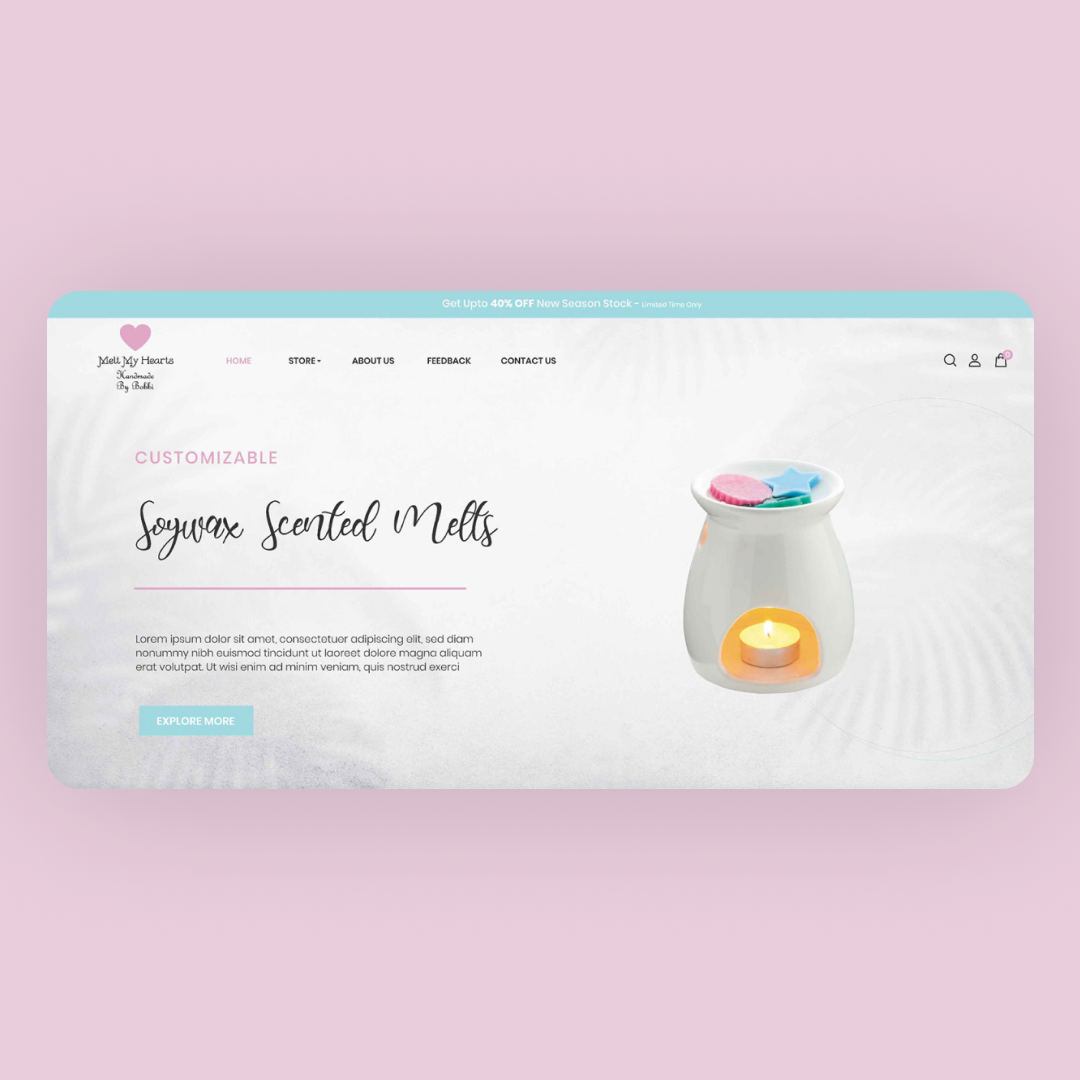 Get Upto 40% OFF New Season Stock - Limited Time Only
Melt My Hearts
Handmade
By Bobbi
HOME STORE ABOUT US FEEDBACK CONTACT US
0
CUSTOMIZABLE
Soywax Scented Melts
Lorem ipsum dolor sit amet, consectetuer adipiscing elit, sed diam
nonummy nibh euismod tincidunt ut laoreet dolore magna aliquam
erat volutpat. Ut wisi enim ad minim veniam, quis nostrud exerci
EXPLORE MORE